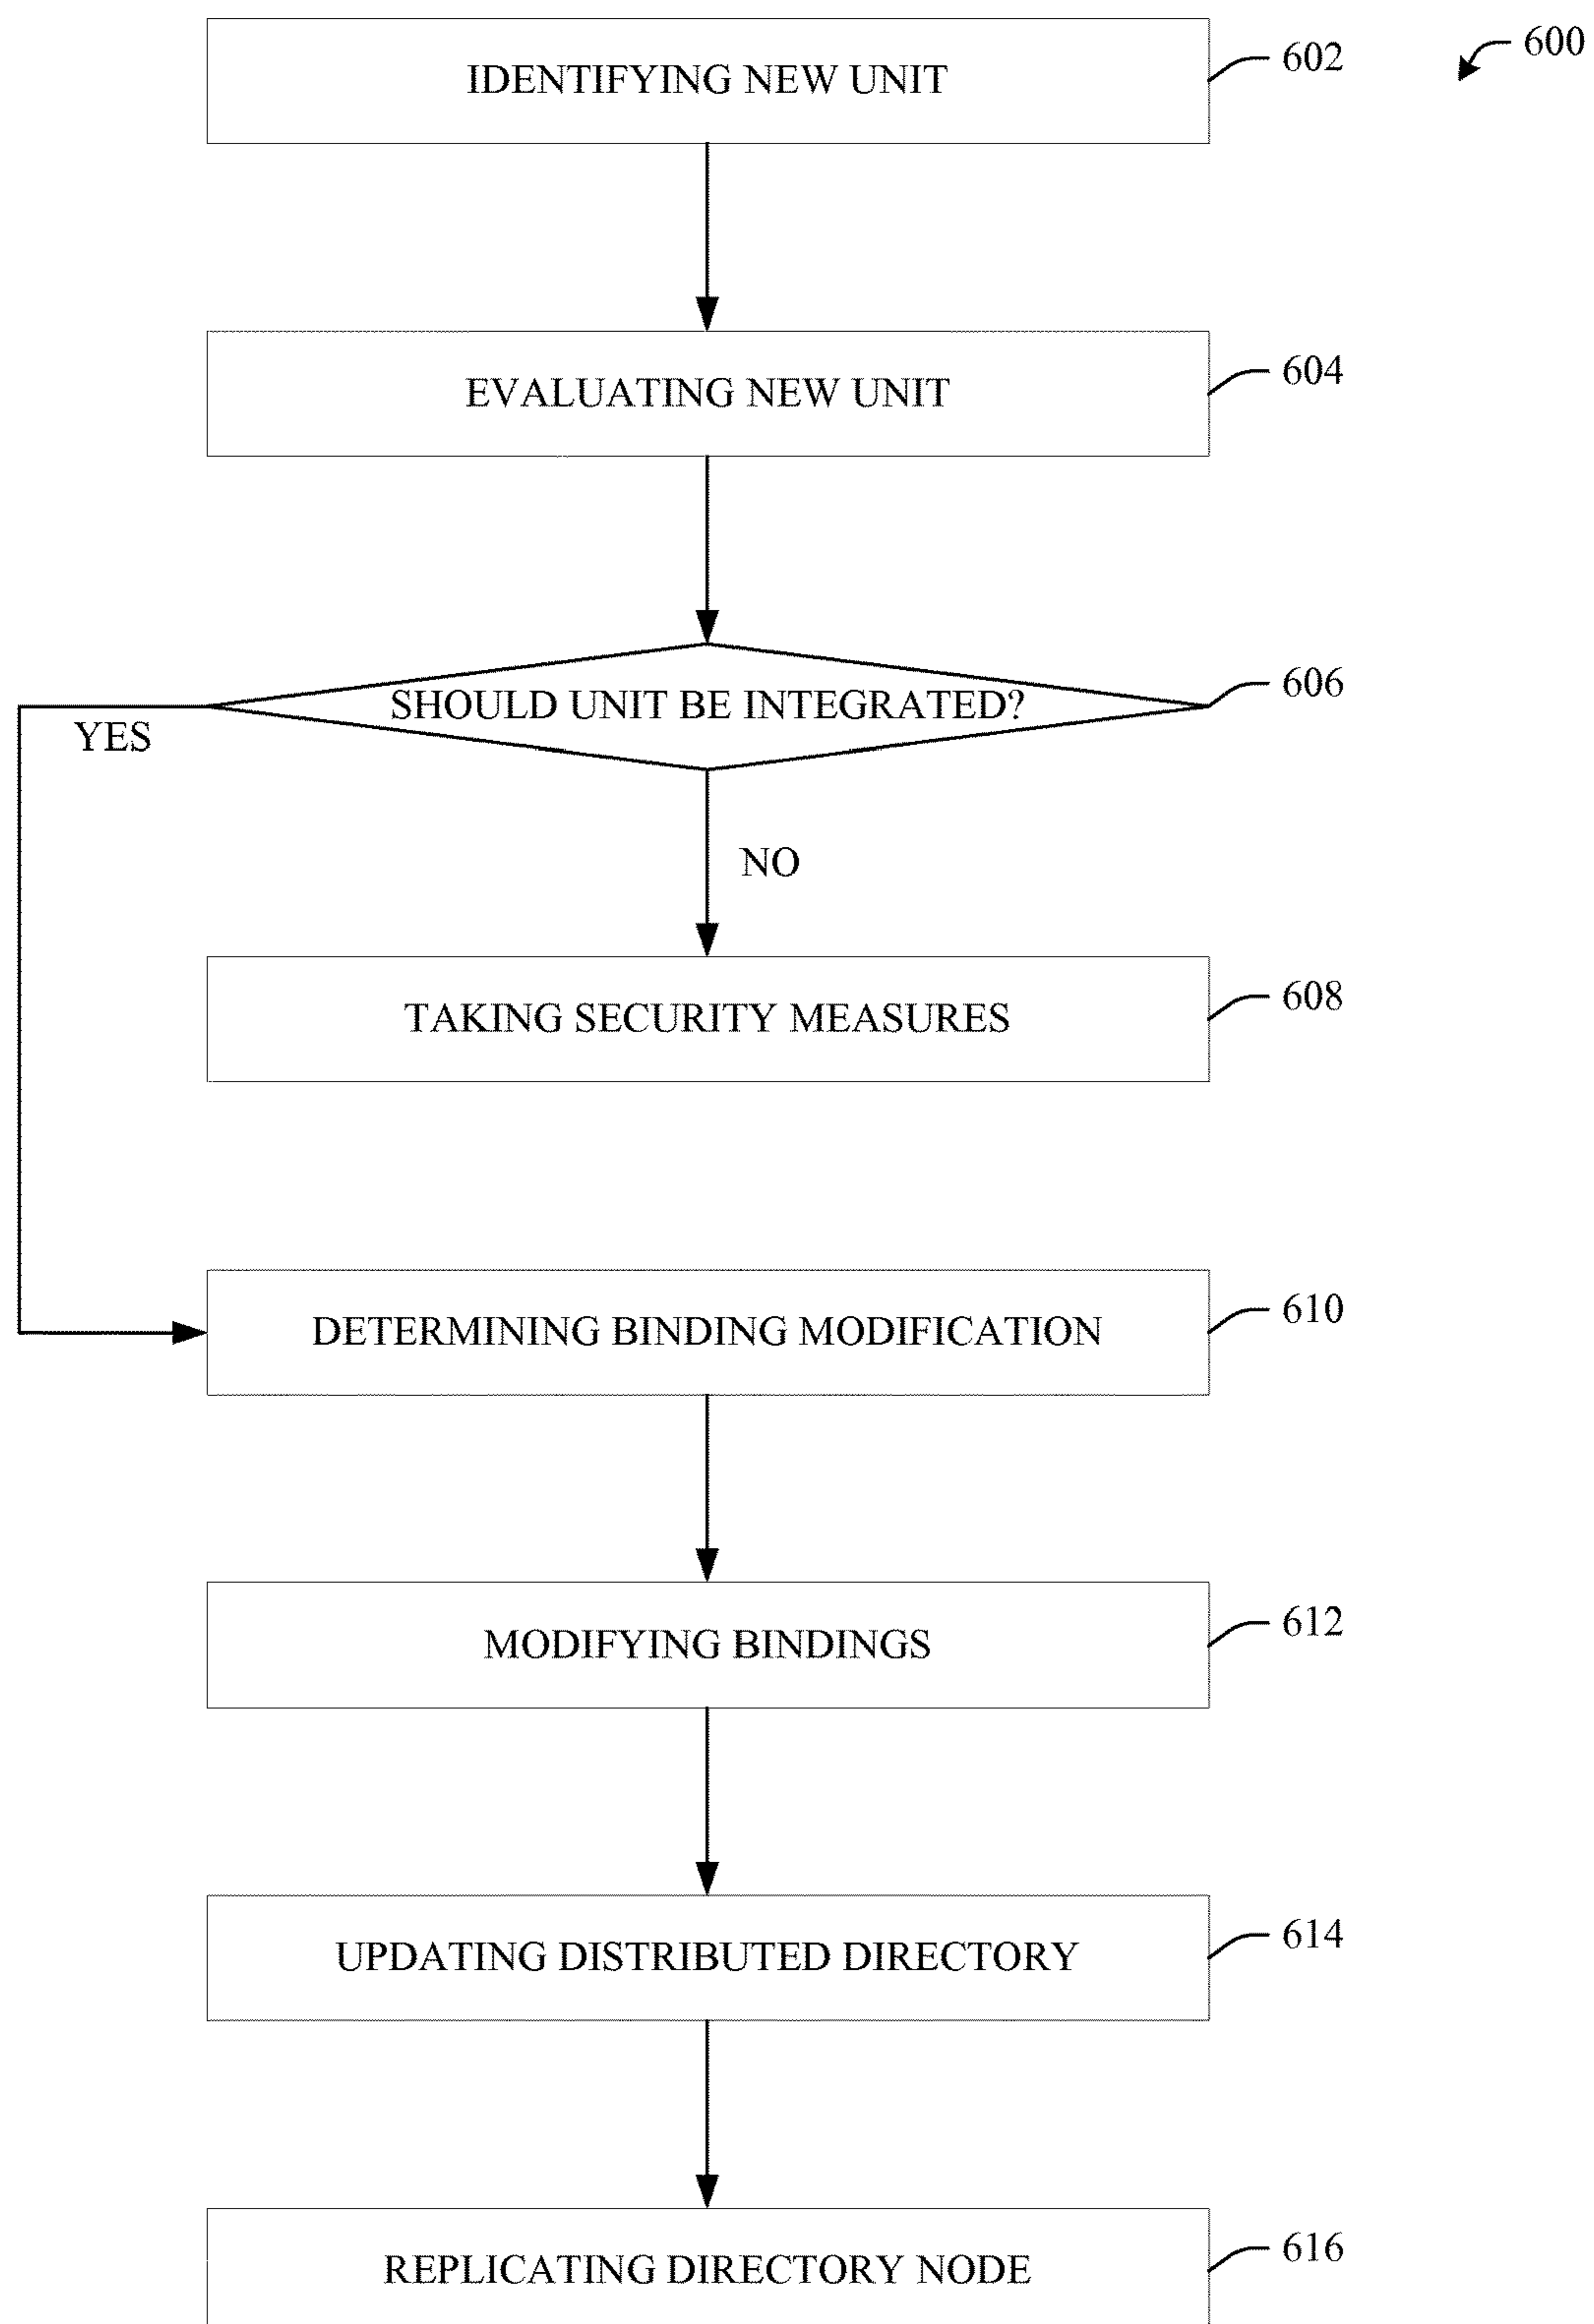 600
IDENTIFYING NEW UNIT
602
EVALUATING NEW UNIT
604
SHOULD UNIT BE INTEGRATED?
606
YES
NO
TAKING SECURITY MEASURES
608
DETERMINING BINDING MODIFICATION
610
MODIFYING BINDINGS
612
UPDATING DISTRIBUTED DIRECTORY
614
REPLICATING DIRECTORY NODE
616